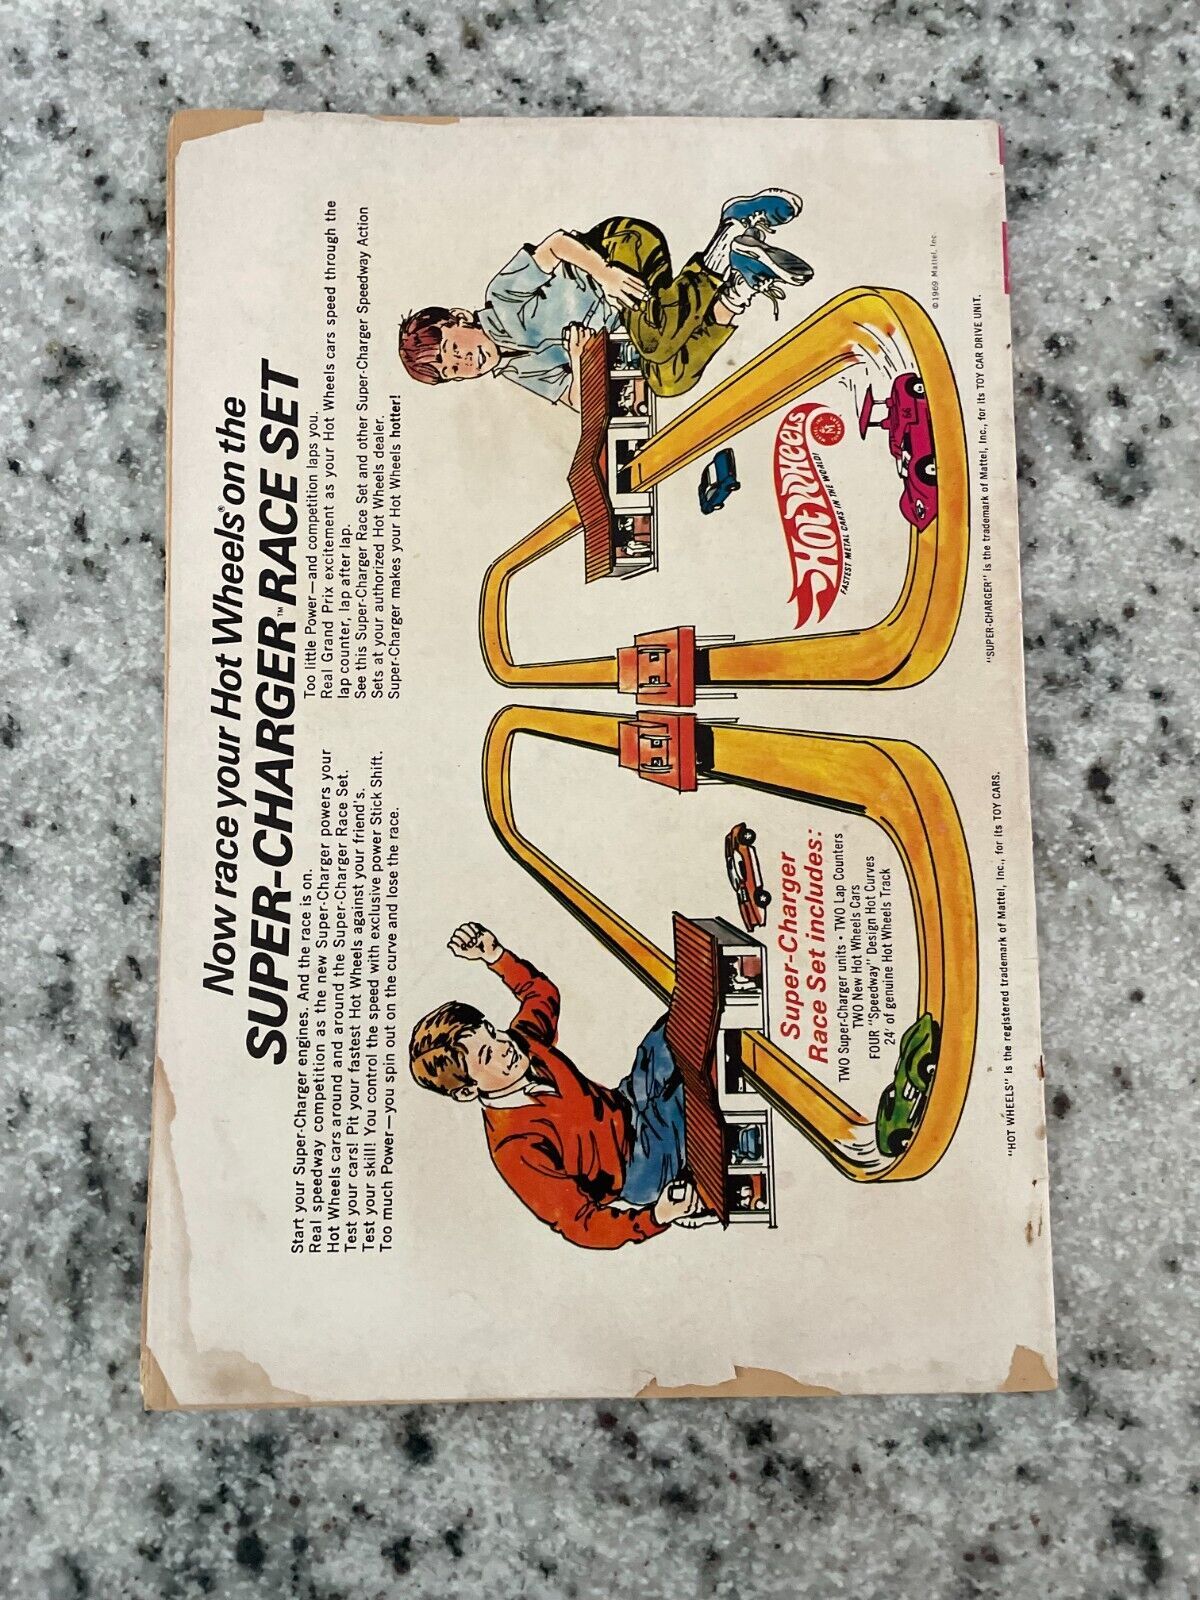 Now race your Hot Wheels® on the
SUPER-CHARGER™ RACE SET
Start your Super-Charger engines. And the race is on.
Real speedway competition as the new Super-Charger powers your
Hot Wheels cars around and around the Super-Charger Race Set.
Test your cars! Pit your fastest Hot Wheels against your friend's.
Test your skill! You control the speed with exclusive power Stick Shift.
Too much Power—you spin out on the curve and lose the race.
Too little Power—and competition laps you.
Real Grand Prix excitement as your Hot Wheels cars speed through the
lap counter, lap after lap.
See this Super-Charger Race Set and other Super-Charger Speedway Action
Sets at your authorized Hot Wheels dealer.
Super-Charger makes your Hot Wheels hotter!
Super-Charger
Race Set includes:
TWO Super-Charger units • TWO Lap Counters
TWO New Hot Wheels Cars
FOUR "Speedway" Design Hot Curves
24' of genuine Hot Wheels Track
HOT WHEELS
FASTEST METAL CARS IN THE WORLD!
M
66
©1969 Mattel, Inc.
"HOT WHEELS" is the registered trademark of Mattel, Inc., for its TOY CARS.
"SUPER-CHARGER" is the trademark of Mattel, Inc., for its TOY CAR DRIVE UNIT.